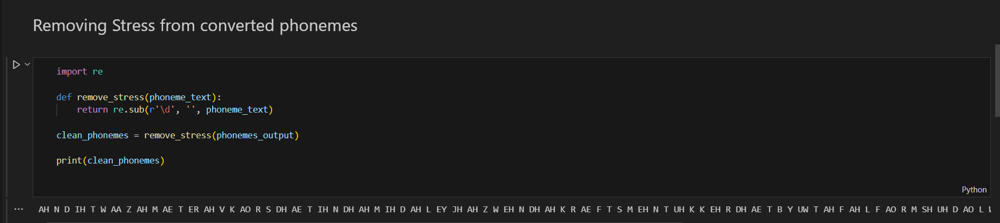 Removing Stress from converted phonemes
import re
def remove_stress(phoneme_text):
return re.sub(r'\d', '', phoneme_text)
clean_phonemes = remove_stress(phonemes_output)
print(clean_phonemes)
Python
AH N D IH T W AA Z AH M AE T ER AH V K AO R S DH AE T IH N DH AH M IH D AH L EY JH AH Z W EH N DH AH K R AE F T S M EH N T UH K K EH R DH AE T B Y UW T AH F AH L F AO R M SH UH D AO L